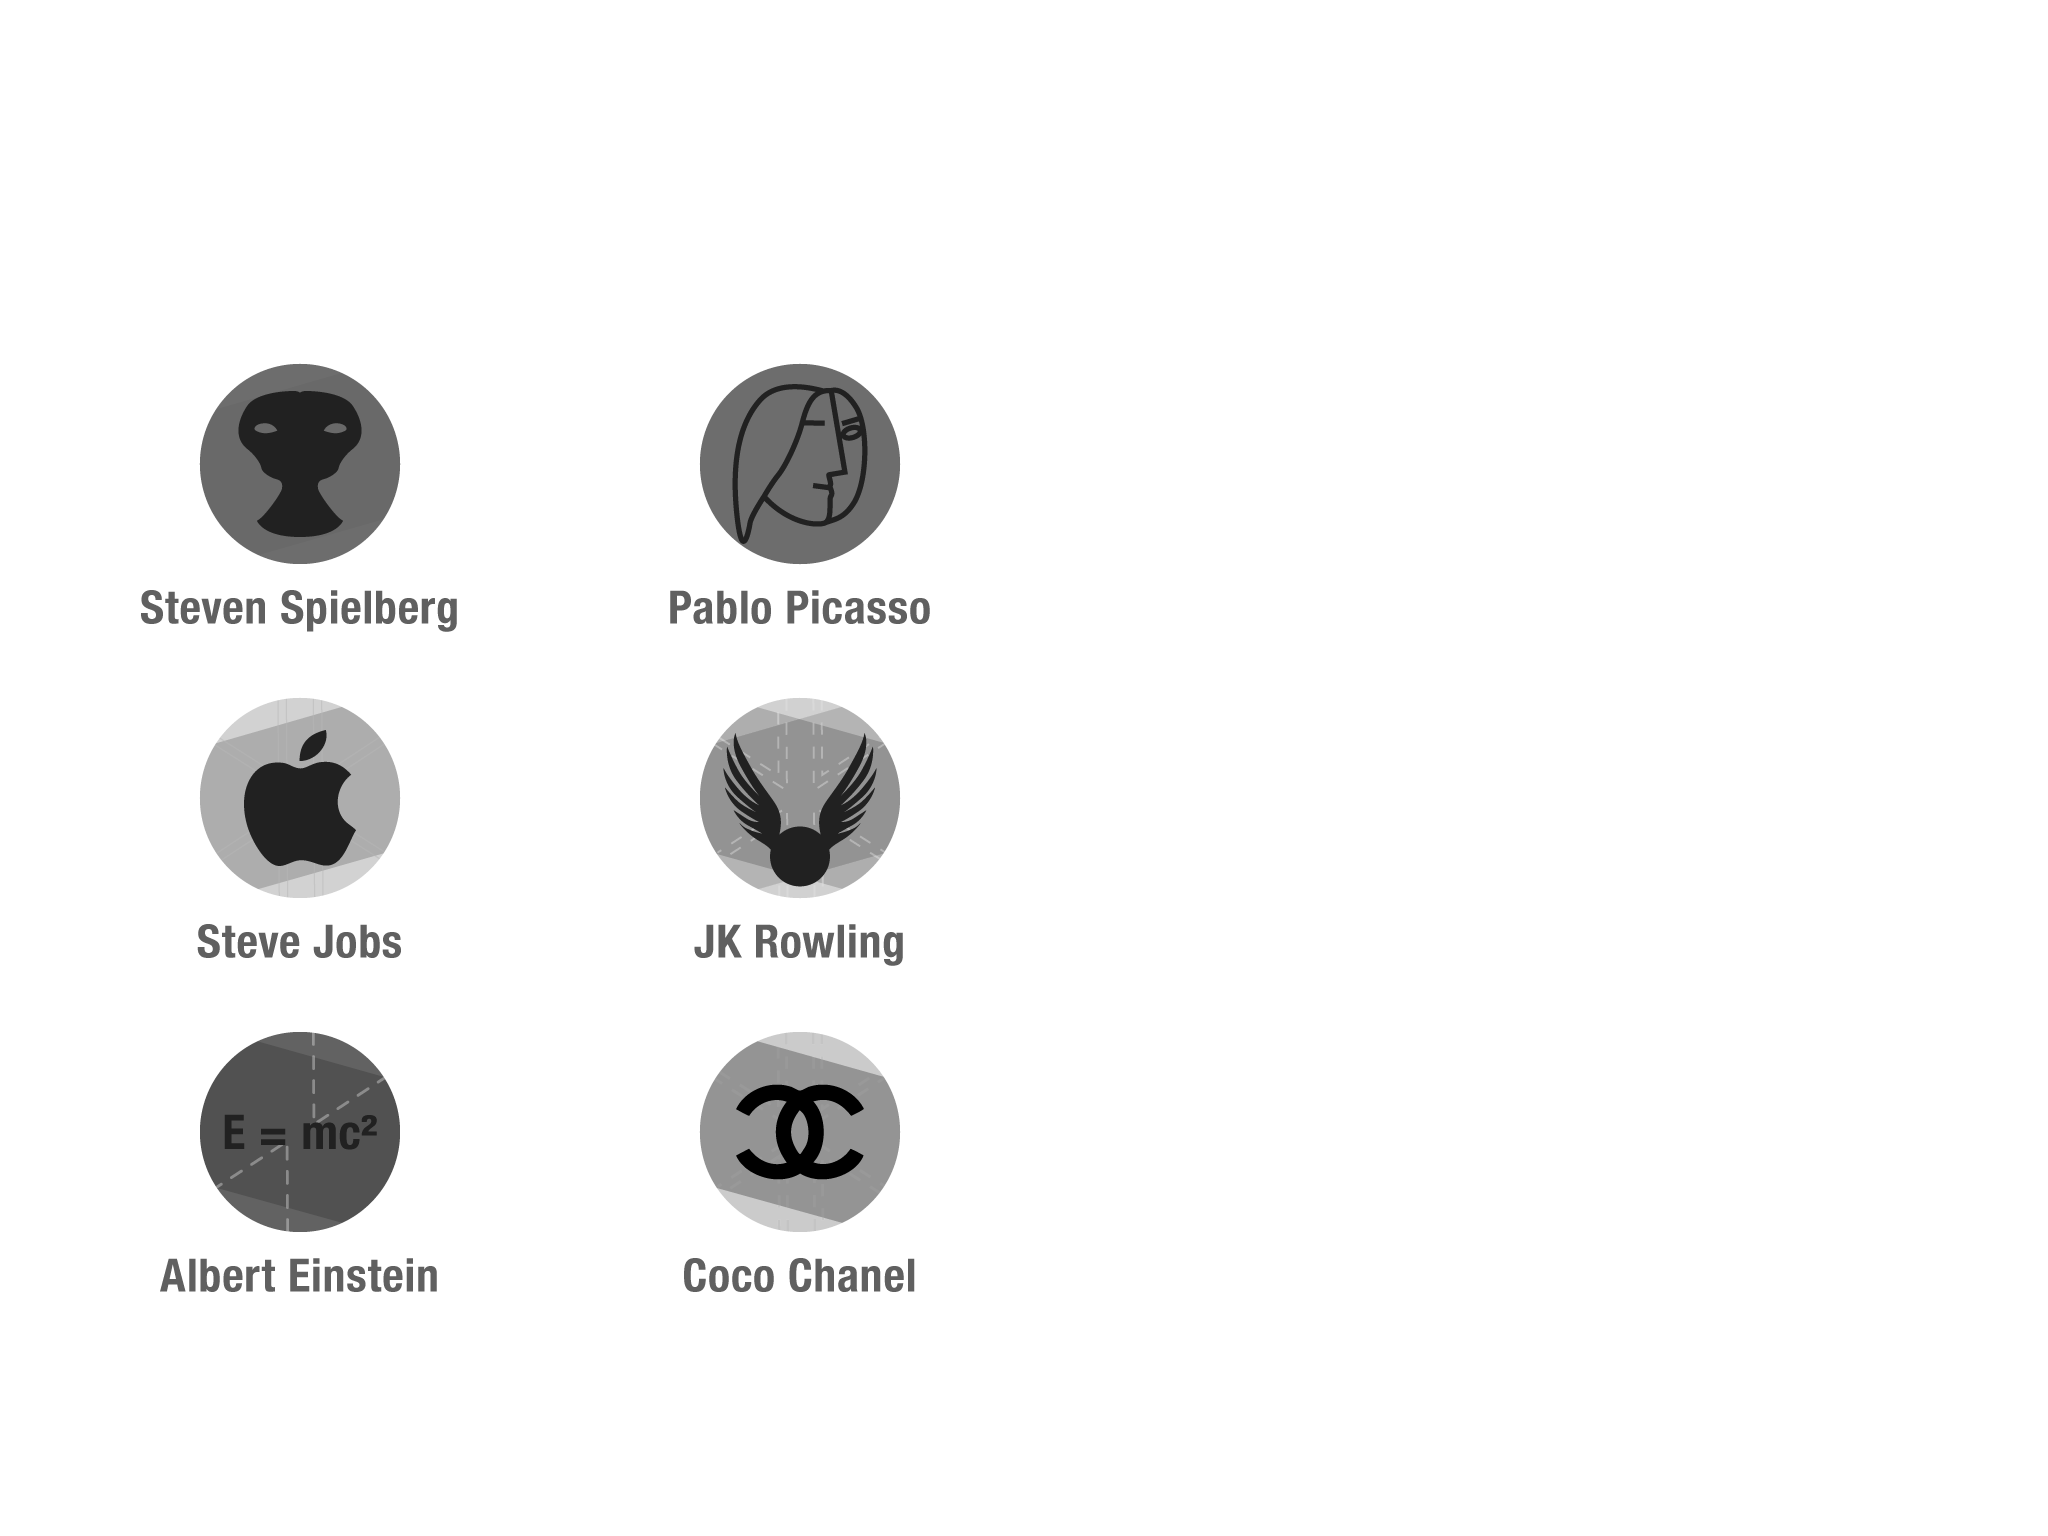 Steven Spielberg
Pablo Picasso
Steve Jobs
JK Rowling
E = mc²
Albert Einstein
Coco Chanel